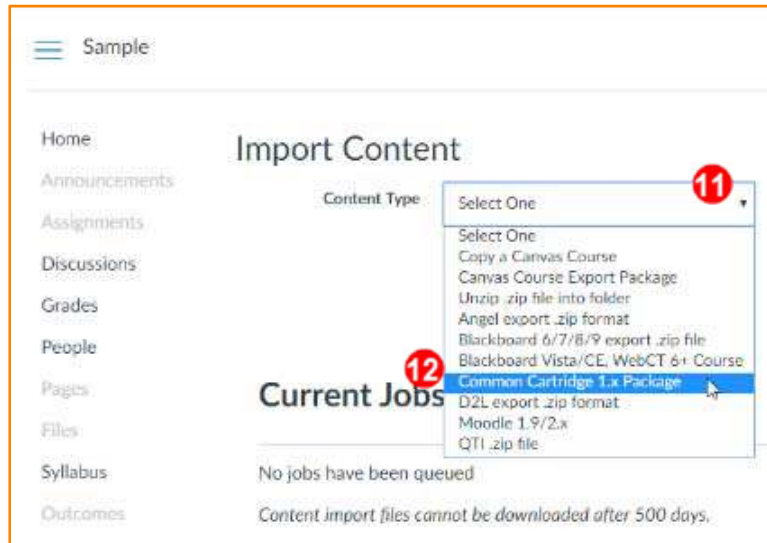 Sample
Home
Announcements
Assignments
Discussions
Grades
People
Pages
Files
Syllabus
Outcomes
Import Content
11
Content Type
Select One
Select One
Copy a Canvas Course
Canvas Course Export Package
Unzip .zip file into folder
Angel export .zip format
Blackboard 6/7/8/9 export .zip file
Blackboard Vista/CE, WebCT 6+ Course
12
Common Cartridge 1.x Package
D2L export .zip format
Moodle 1.9/2.x
QTI .zip file
Current Jobs
No jobs have been queued
Content import files cannot be downloaded after 500 days.